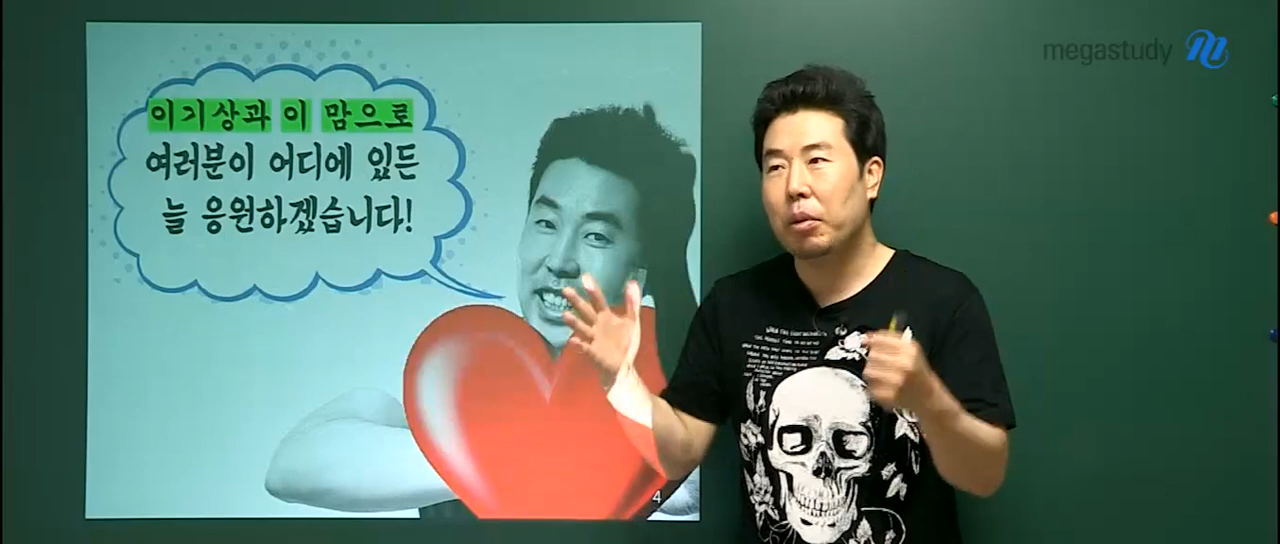 이기상과 이 맘으로
여러분이 어디에 있든
늘 응원하겠습니다!
megastudy
4